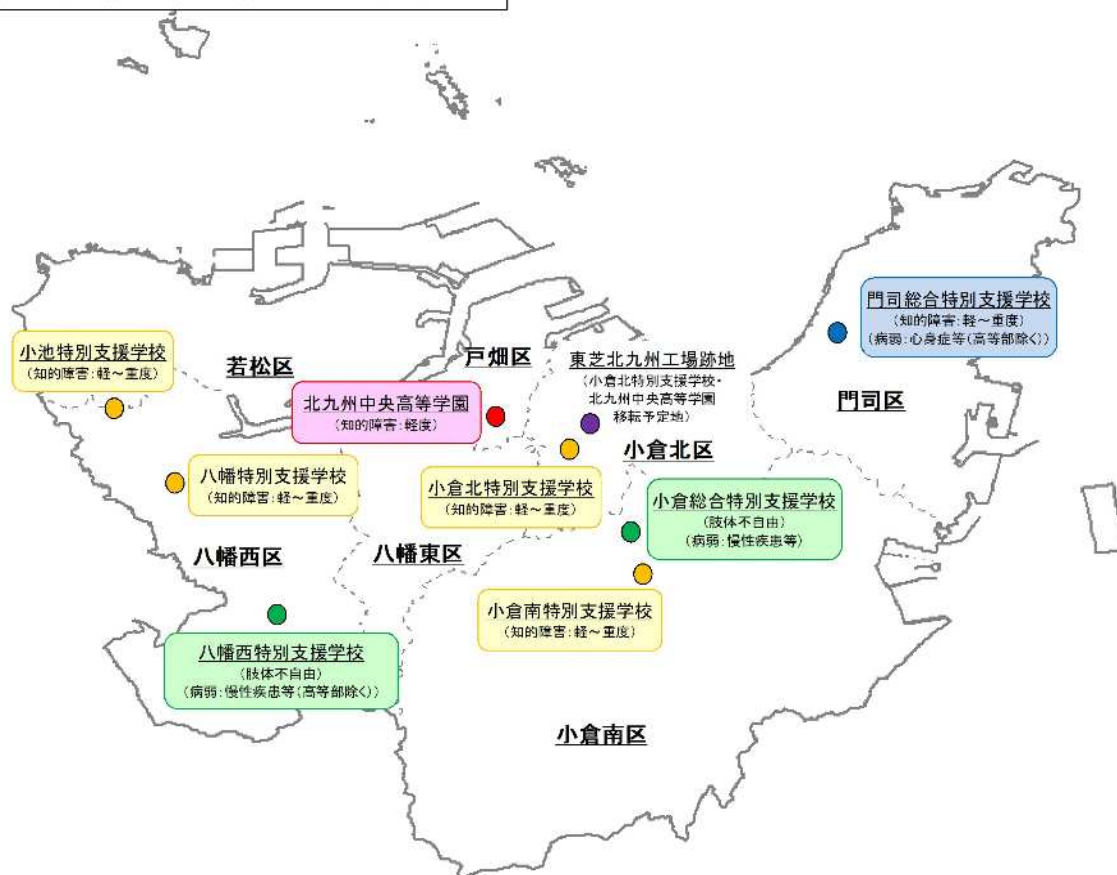 門司総合特別支援学校
(知的障害:軽～重度)
(病弱:心身症等(高等部除く))
小池特別支援学校
(知的障害:軽～重度)
若松区
戸畑区
東芝北九州工場跡地
(小倉北特別支援学校・
北九州中央高等学園
移転予定地)
門司区
北九州中央高等学園
(知的障害:軽度)
小倉北区
八幡特別支援学校
(知的障害:軽～重度)
小倉北特別支援学校
(知的障害:軽～重度)
小倉総合特別支援学校
(肢体不自由)
(病弱:慢性疾患等)
八幡西区
八幡東区
小倉南特別支援学校
(知的障害:軽～重度)
八幡西特別支援学校
(肢体不自由)
(病弱:慢性疾患等(高等部除く))
小倉南区